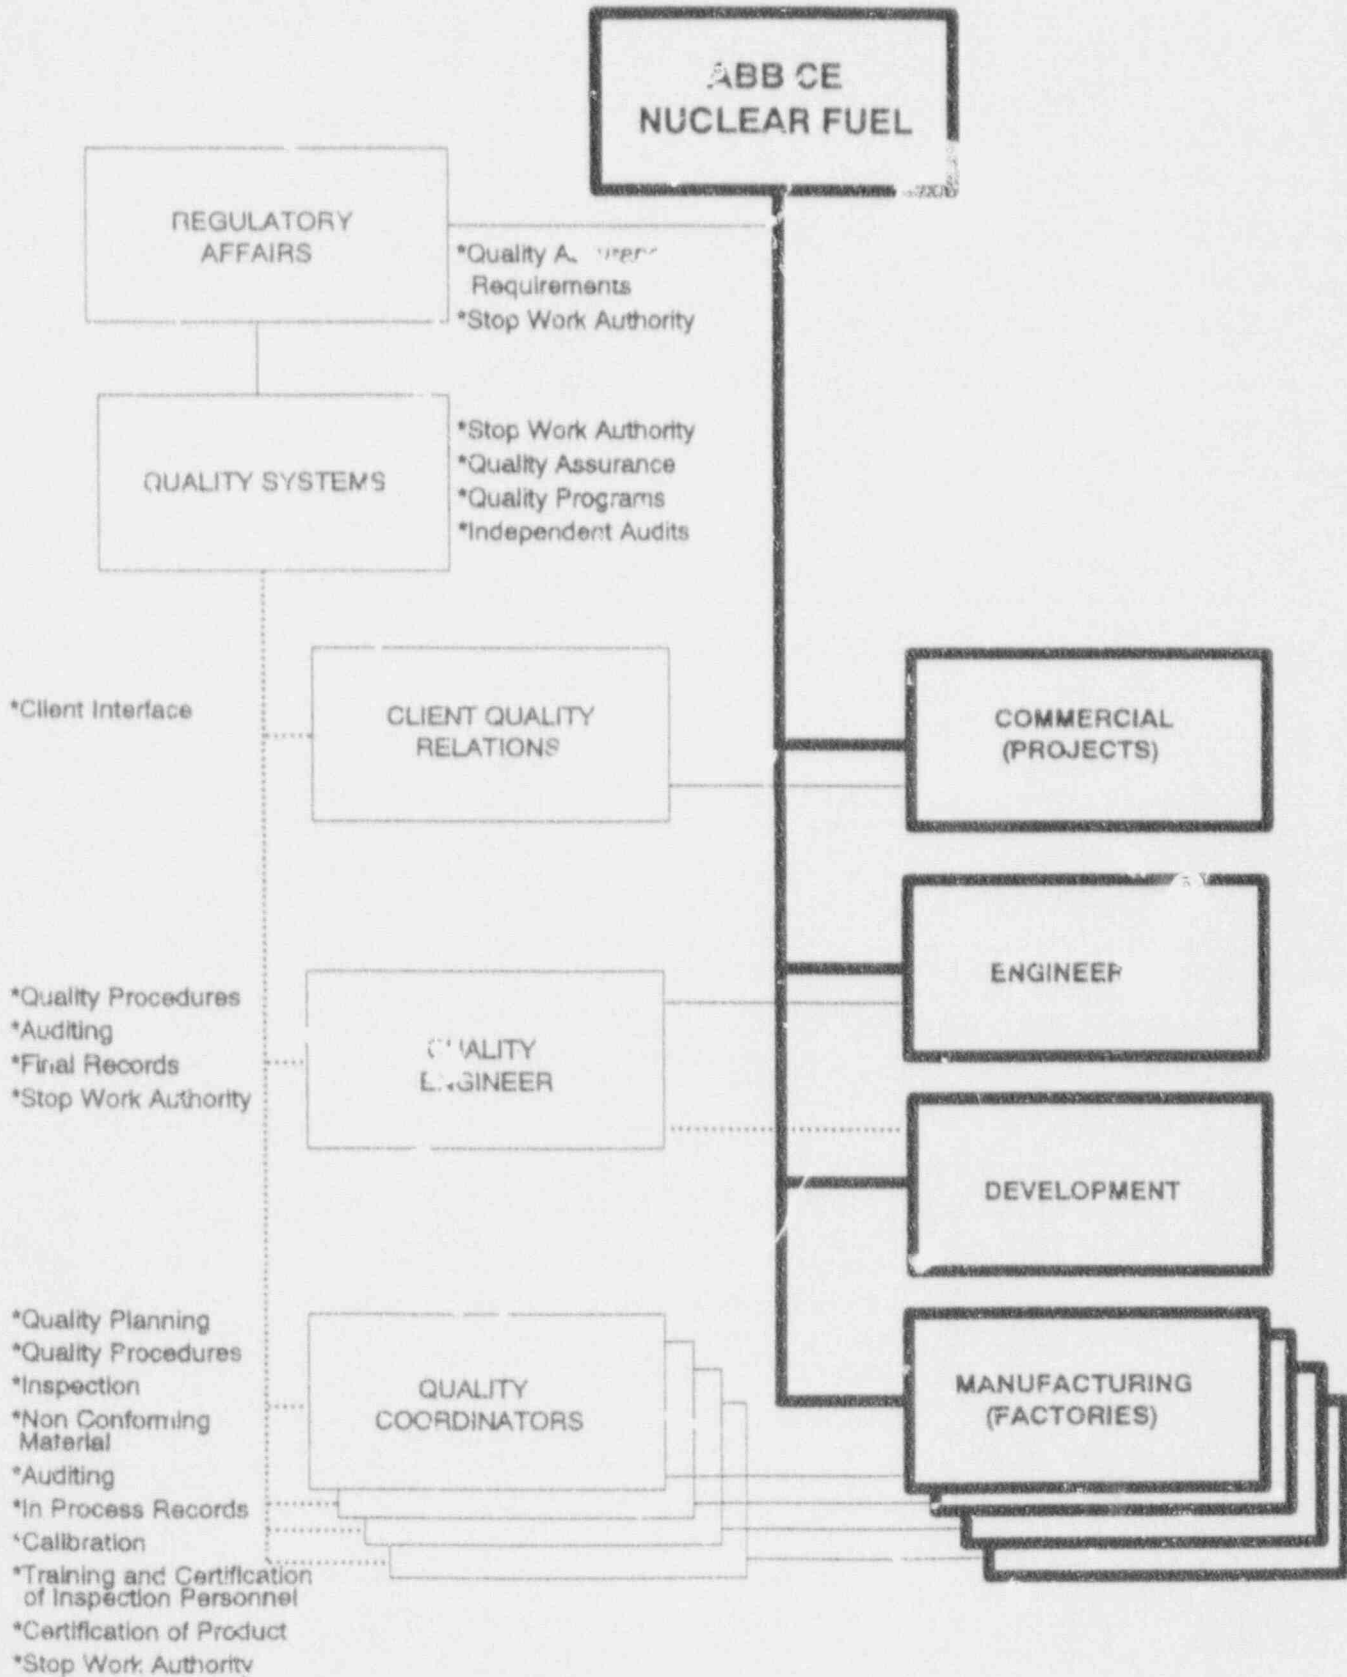 ABB CE
NUCLEAR FUEL
REGULATORY
AFFAIRS
*Quality
Requirements
*Stop Work Authority
QUALITY SYSTEMS
*Stop Work Authority
*Quality Assurance
*Quality Programs
*Independent Audits
*Client Interface
CLIENT QUALITY
RELATIONS
COMMERCIAL
(PROJECTS)
*Quality Procedures
*Auditing
*Final Records
*Stop Work Authority
QUALITY
ENGINEER
ENGINEER
DEVELOPMENT
*Quality Planning
*Quality Procedures
*Inspection
*Non Conforming
Material
*Auditing
*In Process Records
*Calibration
*Training and Certification
of Inspection Personnel
*Certification of Product
*Stop Work Authority
QUALITY
COORDINATORS
MANUFACTURING
(FACTORIES)